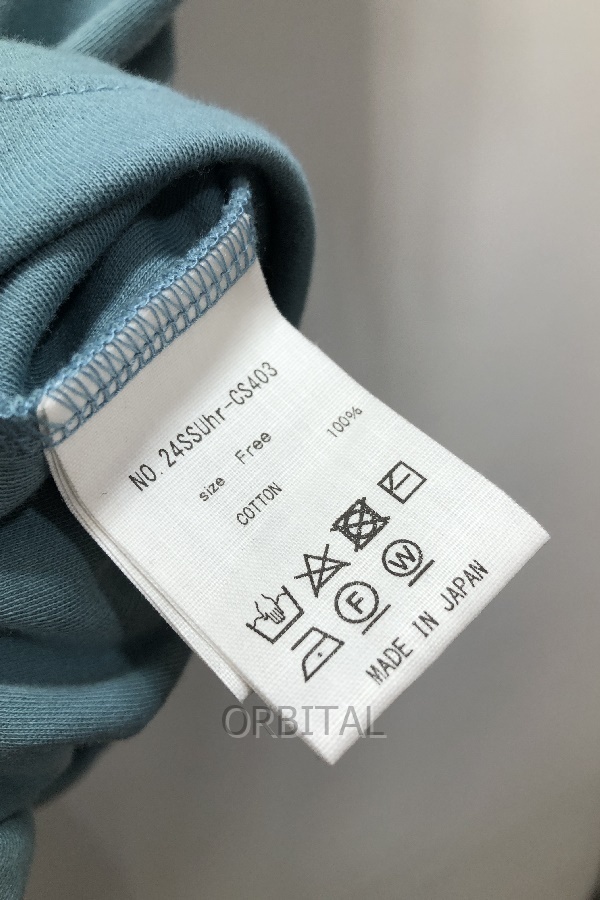 NO.24SSUhr-CS403
size Free
COTTON 100%
F W
MADE IN JAPAN
ORBITAL